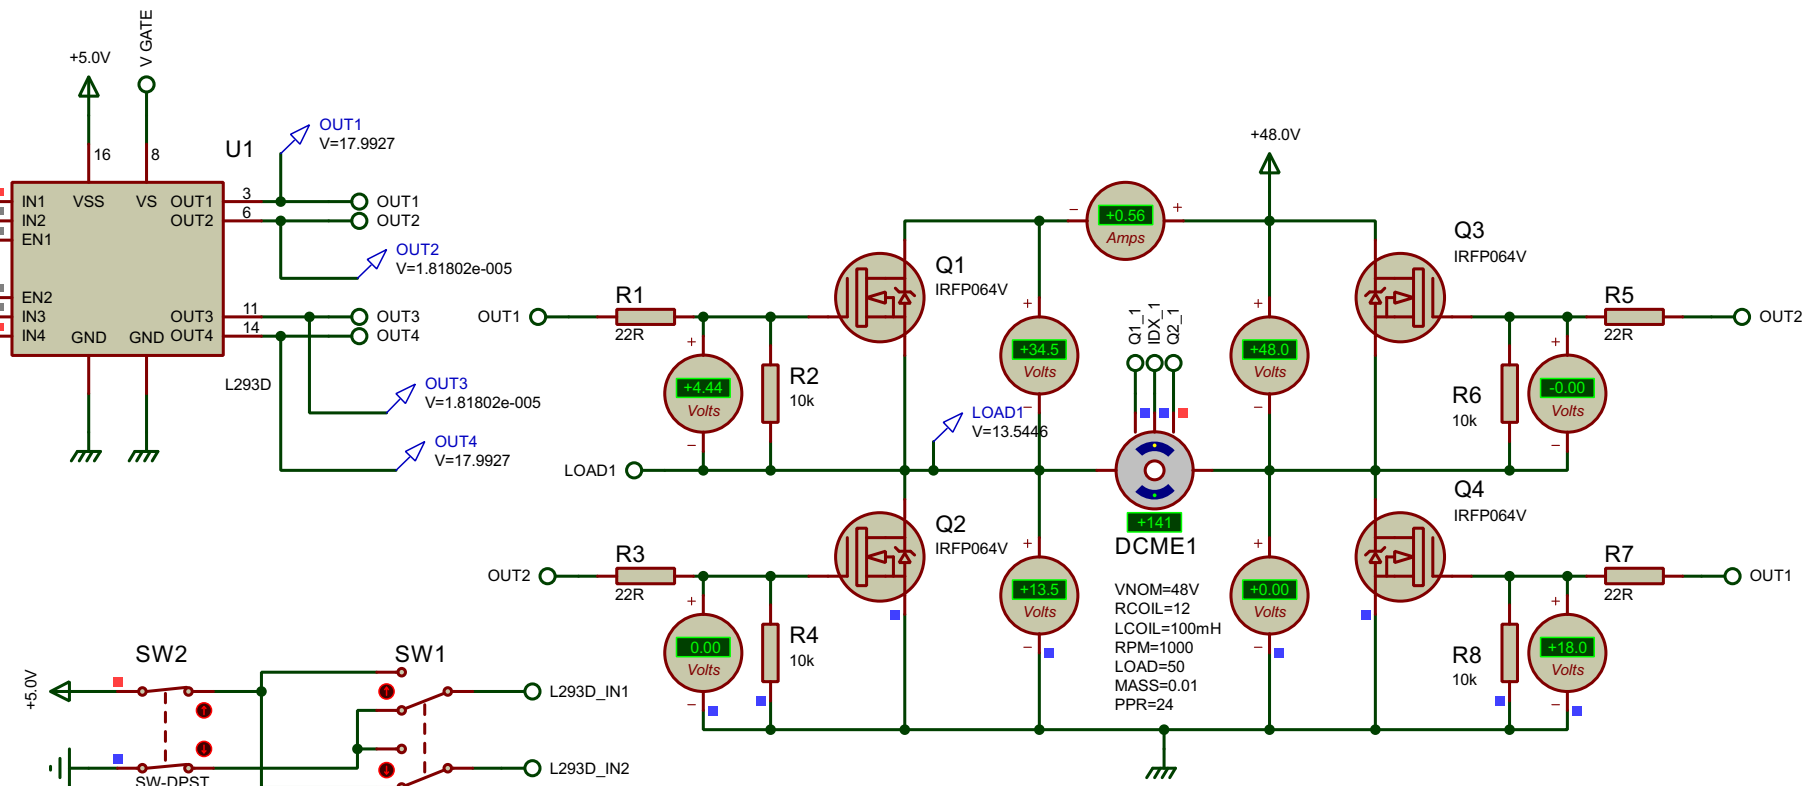 +5.0V
V GATE
16
8
U1
IN1
IN2
EN1
EN2
IN3
IN4
VSS
VS
OUT1
OUT2
OUT3
OUT4
GND
GND
L293D
3
6
11
14
OUT1
V=17.9927
OUT1
OUT2
OUT2
V=1.81802e-005
OUT3
OUT4
OUT3
V=1.81802e-005
OUT4
V=17.9927
+48.0V
+0.56
Amps
−
+
Q1
IRFP064V
Q3
IRFP064V
OUT1
R1
22R
R2
10k
+
+4.44
Volts
−
+
+34.5
Volts
−
Q1_1
IDX_1
Q2_1
+
+48.0
Volts
−
R5
22R
OUT2
R6
10k
+
-0.00
Volts
−
LOAD1
LOAD1
V=13.5446
+141
DCME1
VNOM=48V
RCOIL=12
LCOIL=100mH
RPM=1000
LOAD=50
MASS=0.01
PPR=24
Q2
IRFP064V
Q4
IRFP064V
OUT2
R3
22R
R4
10k
+
0.00
Volts
−
+
+13.5
Volts
−
+
+0.00
Volts
−
R7
22R
OUT1
R8
10k
+
+18.0
Volts
−
SW2
+5.0V
SW-DPST
SW1
L293D_IN1
L293D_IN2